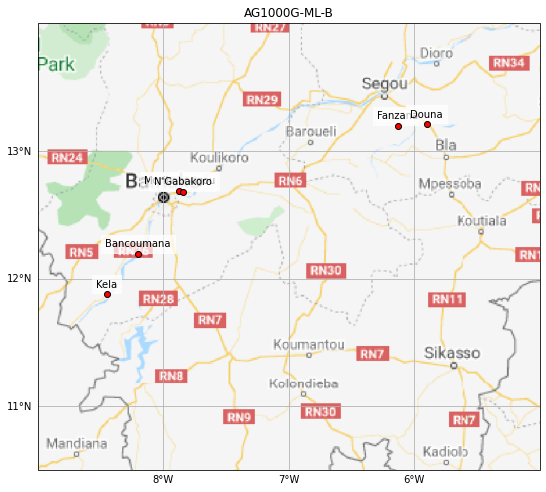 AG1000G-ML-B
RN27
Park
Dioro
RN34
Segou
RN29
Fanza
Douna
Baroueli
Bla
13°N
RN24
Koulikoro
RN6
Ba
N'Gabakoro
Mpessoba
Koutiala
Bancoumana
RN5
12°N
RN30
Kela
RN28
RN11
RN7
Koumantou
RN7
Sikasso
RN8
Kolondieba
11°N
RN9
RN30
RN7
Mandiana
Kadiolo
8°W
7°W
6°W